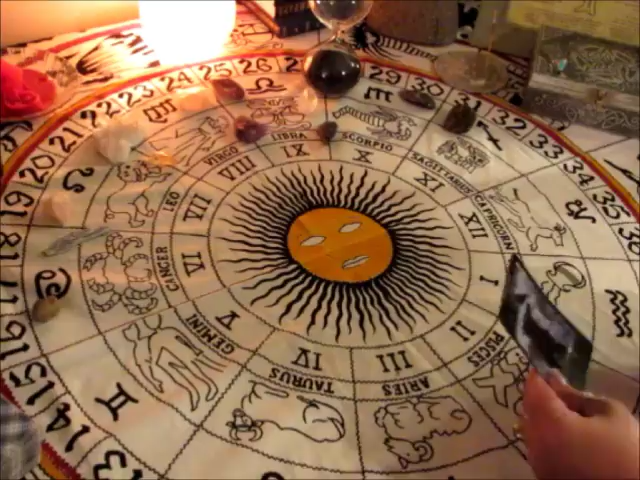 13 14 15 16 18 19 20 21 22 23 24 25 26 29 30 31 32 33 34 35 36
VIRGO
LIBRA
SCORPIO
SAGITTARIUS
CAPRICORN
PISCES
ARIES
TAURUS
GEMINI
CANCER
LEO
I II III IV V VI VII VIII IX X XI XII